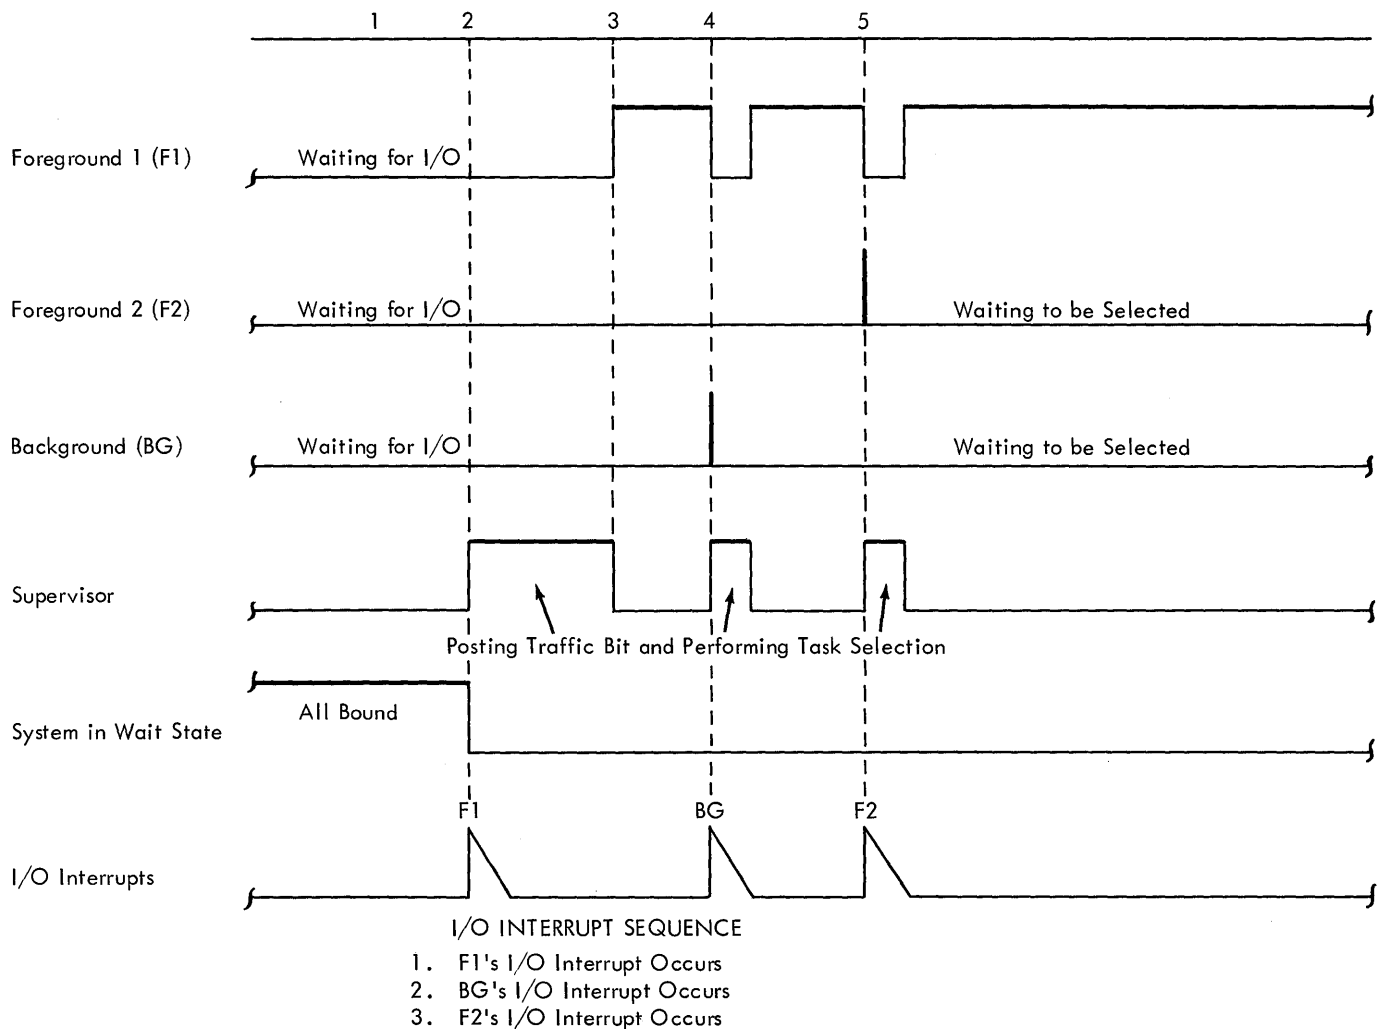 1 2 3 4 5
Foreground 1 (F1) Waiting for I/O
Foreground 2 (F2) Waiting for I/O Waiting to be Selected
Background (BG) Waiting for I/O Waiting to be Selected
Supervisor
Posting Traffic Bit and Performing Task Selection
All Bound
System in Wait State
F1 BG F2
I/O Interrupts
I/O INTERRUPT SEQUENCE
1. F1's I/O Interrupt Occurs
2. BG's I/O Interrupt Occurs
3. F2's I/O Interrupt Occurs